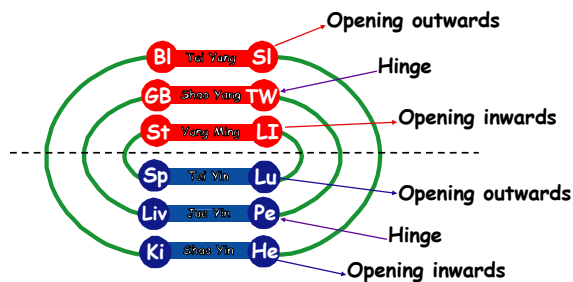 Opening outwards
Bl Tai Yang SI
Hinge
GB Shao Yang TW
Opening inwards
St Yang Ming LI
Sp Tai Yin Lu
Opening outwards
Liv Jue Yin Pe
Hinge
Ki Shao Yin He
Opening inwards